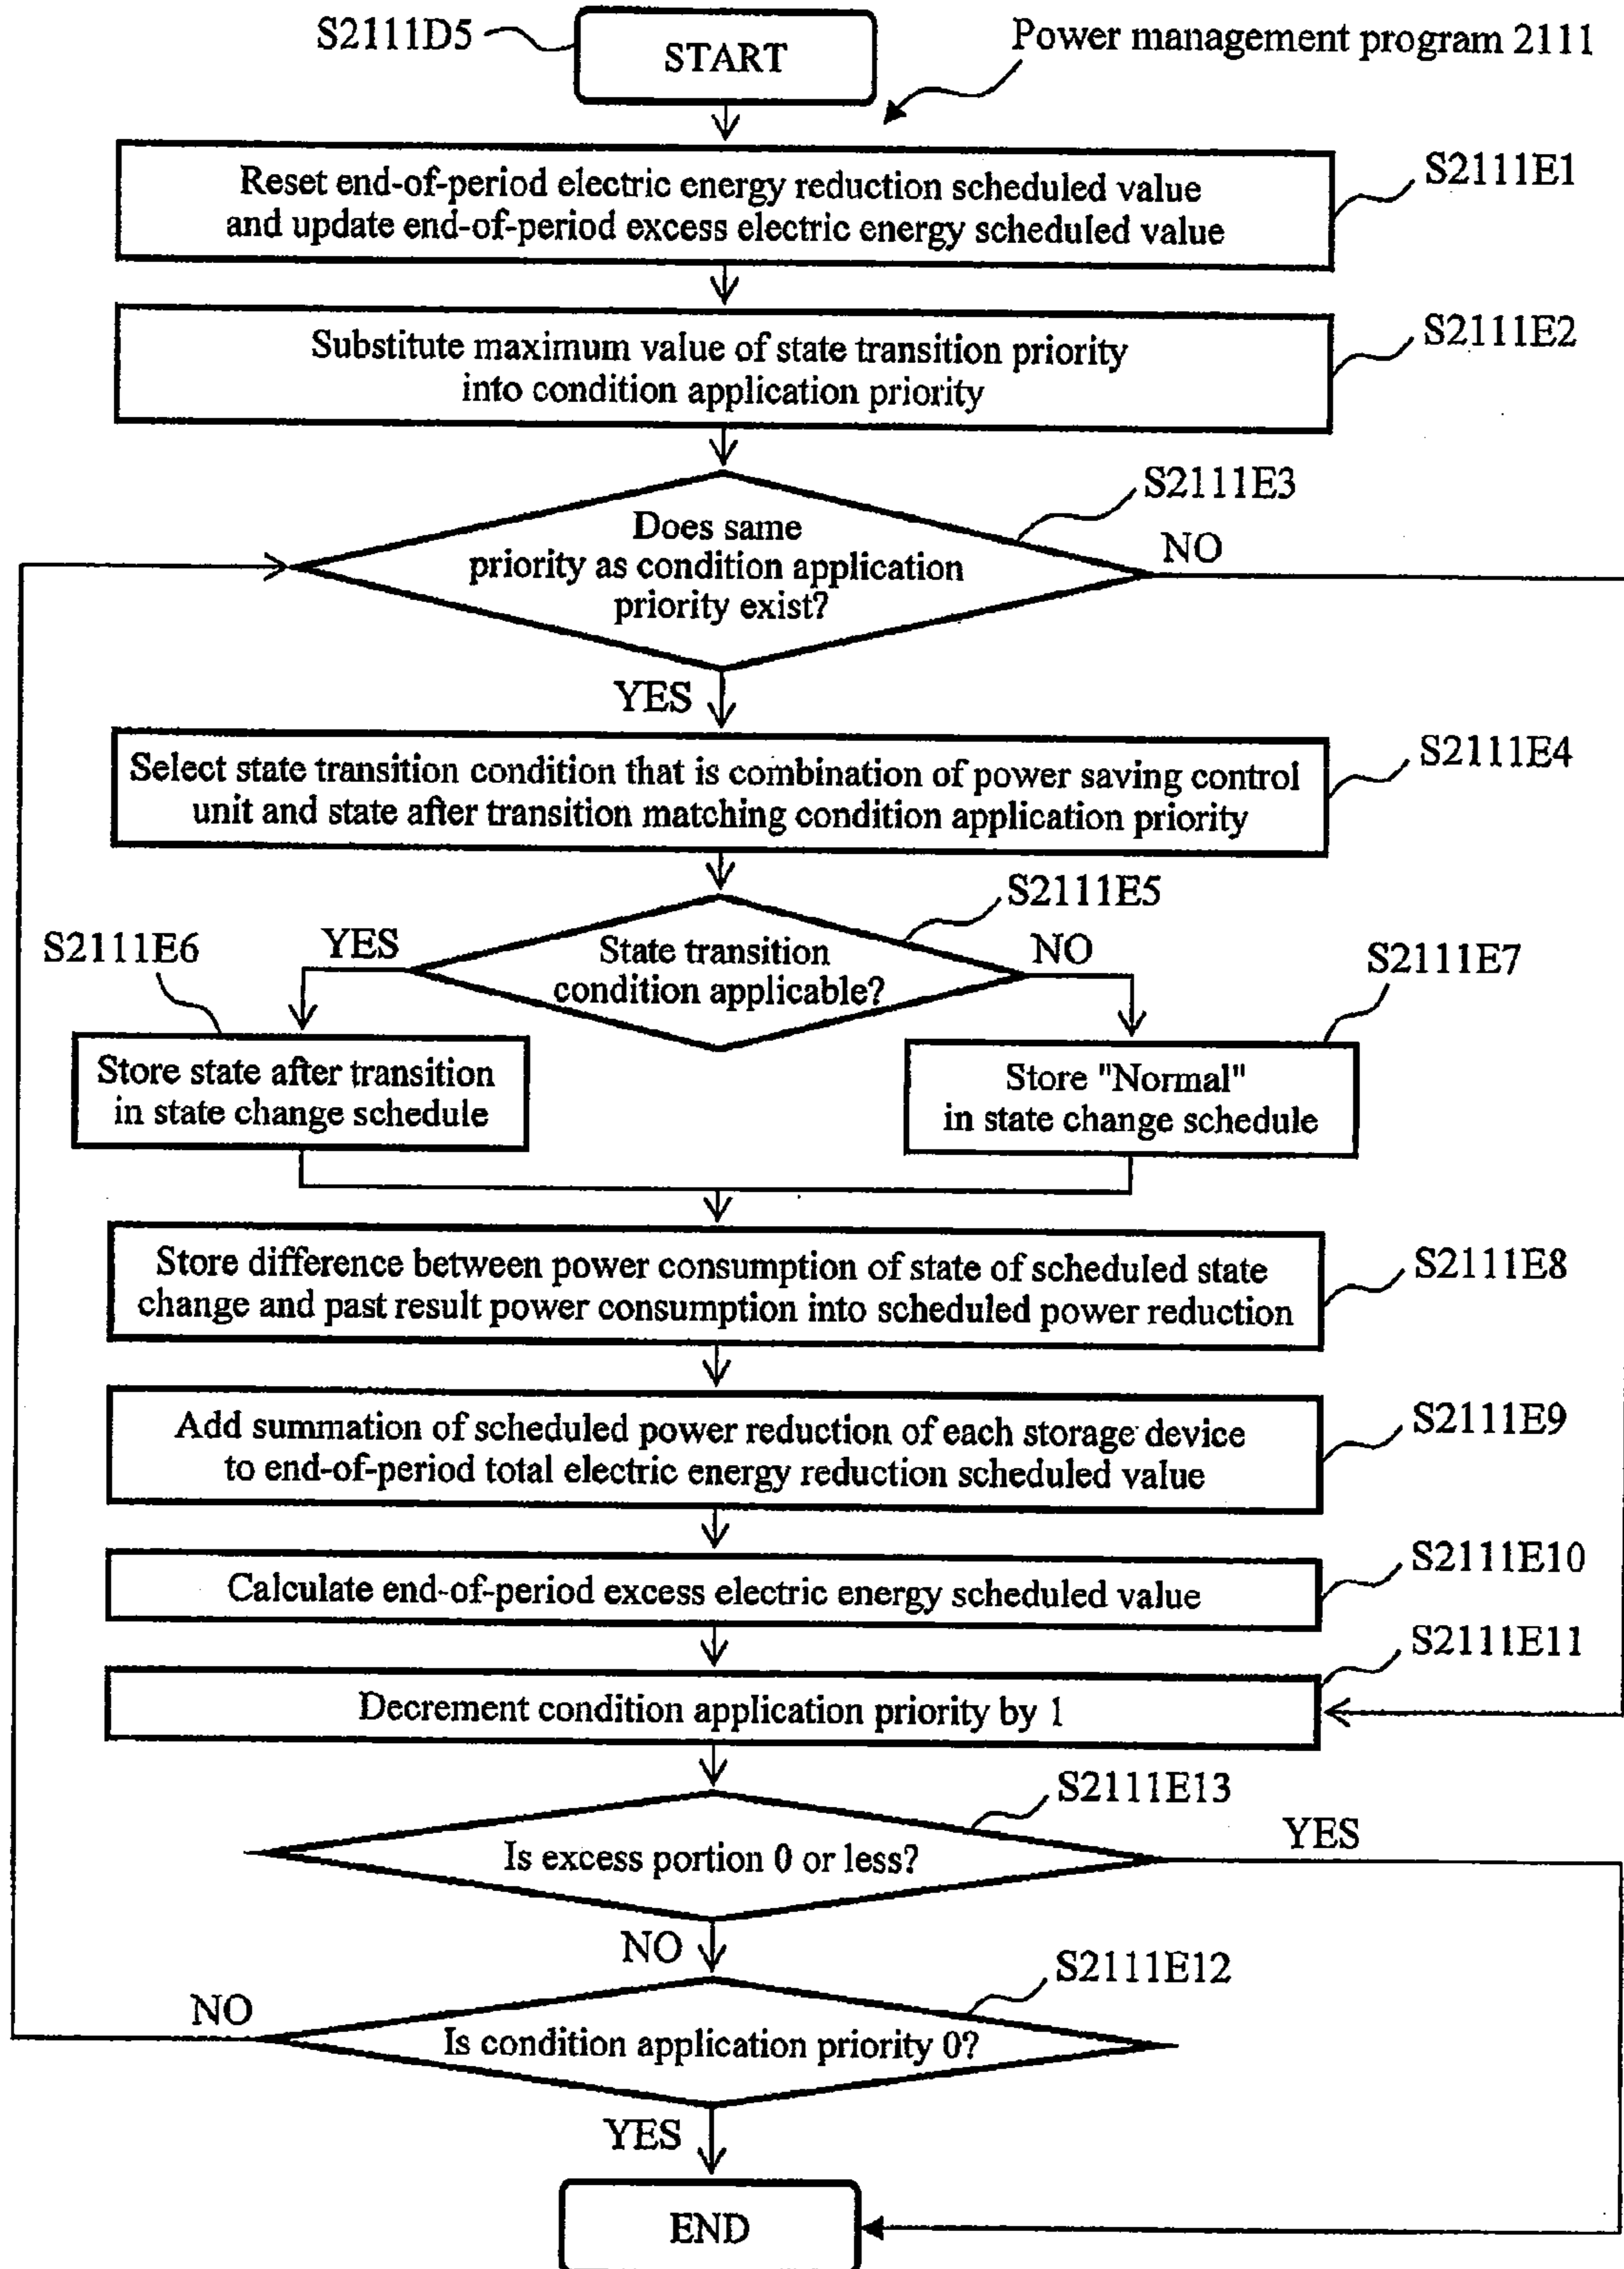 S2111D5
START
Power management program 2111
Reset end-of-period electric energy reduction scheduled value
and update end-of-period excess electric energy scheduled value
S2111E1
Substitute maximum value of state transition priority
into condition application priority
S2111E2
S2111E3
Does same
priority as condition application
priority exist?
NO
YES
Select state transition condition that is combination of power saving control
unit and state after transition matching condition application priority
S2111E4
S2111E5
S2111E6
YES
State transition
condition applicable?
NO
S2111E7
Store state after transition
in state change schedule
Store "Normal"
in state change schedule
Store difference between power consumption of state of scheduled state
change and past result power consumption into scheduled power reduction
S2111E8
Add summation of scheduled power reduction of each storage device
to end-of-period total electric energy reduction scheduled value
S2111E9
Calculate end-of-period excess electric energy scheduled value
S2111E10
S2111E11
Decrement condition application priority by 1
S2111E13
Is excess portion 0 or less?
YES
NO
S2111E12
NO
Is condition application priority 0?
YES
END